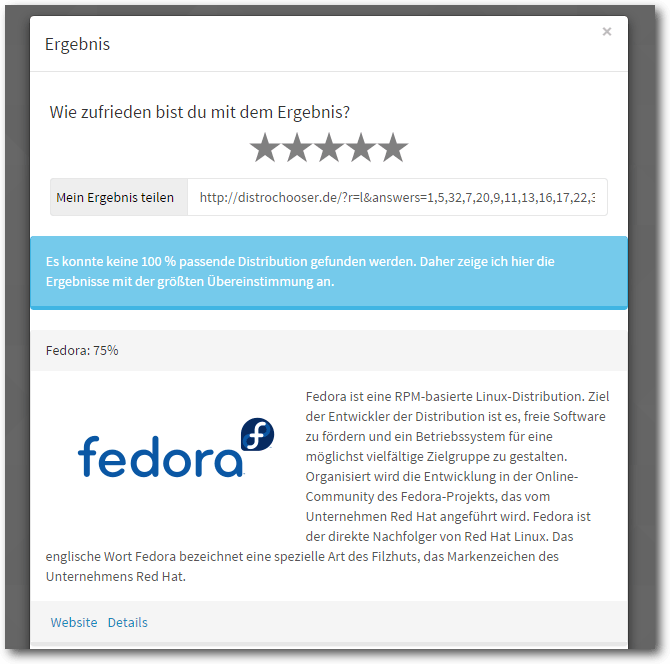 Ergebnis
×
Wie zufrieden bist du mit dem Ergebnis?
Mein Ergebnis teilen http://distrochooser.de/?r=l&answers=1,5,32,7,20,9,11,13,16,17,22,3
Es konnte keine 100 % passende Distribution gefunden werden. Daher zeige ich hier die
Ergebnisse mit der größten Übereinstimmung an.
Fedora: 75%
fedora
Fedora ist eine RPM-basierte Linux-Distribution. Ziel
der Entwickler der Distribution ist es, freie Software
zu fördern und ein Betriebssystem für eine
möglichst vielfältige Zielgruppe zu gestalten.
Organisiert wird die Entwicklung in der Online-
Community des Fedora-Projekts, das vom
Unternehmen Red Hat angeführt wird. Fedora ist
der direkte Nachfolger von Red Hat Linux. Das
englische Wort Fedora bezeichnet eine spezielle Art des Filzhuts, das Markenzeichen des
Unternehmens Red Hat.
Website Details